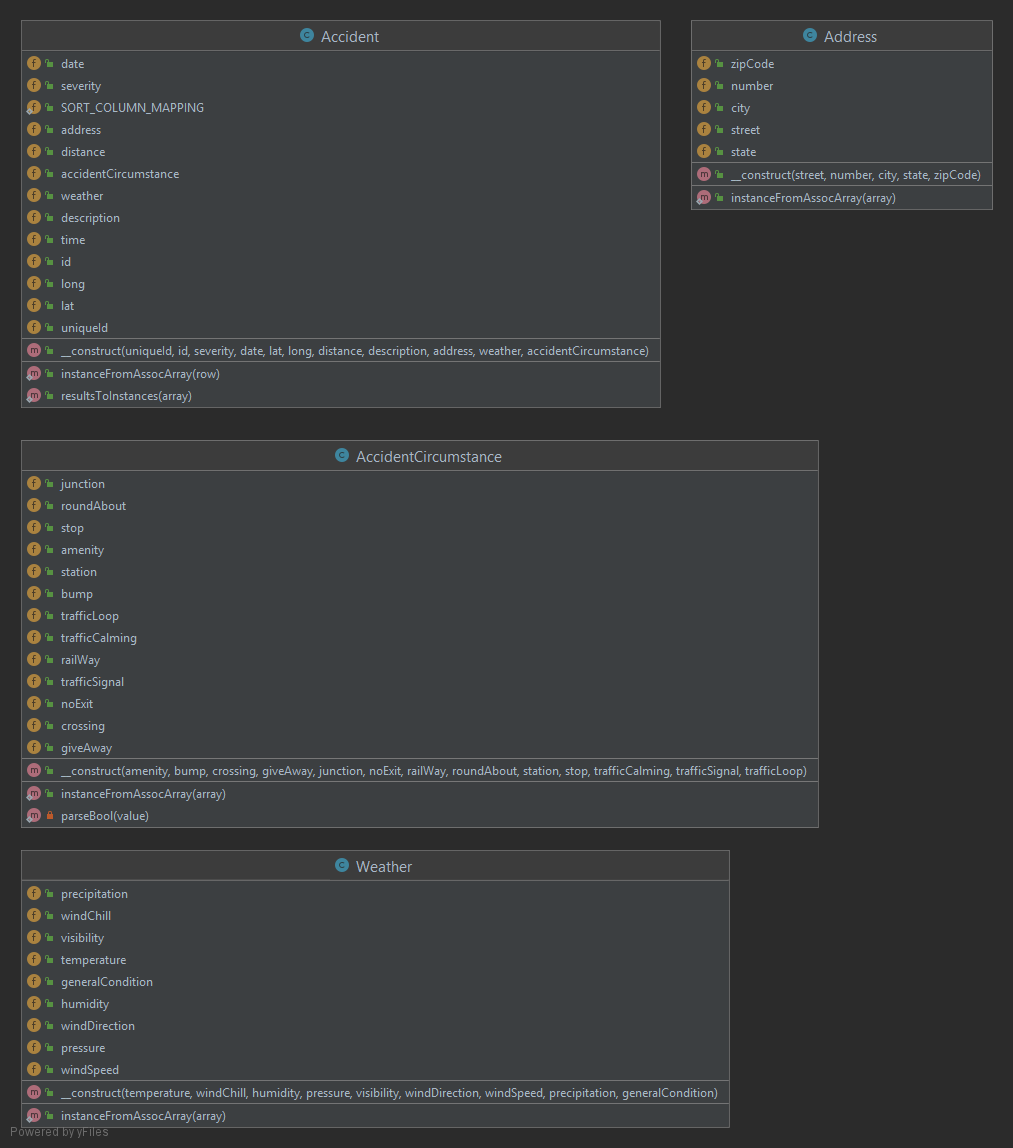 Accident
date
severity
SORT_COLUMN_MAPPING
address
distance
accidentCircumstance
weather
description
time
id
long
lat
uniqueId
__construct(uniqueId, id, severity, date, lat, long, distance, description, address, weather, accidentCircumstance)
instanceFromAssocArray(row)
resultsToInstances(array)
Address
zipCode
number
city
street
state
__construct(street, number, city, state, zipCode)
instanceFromAssocArray(array)
AccidentCircumstance
junction
roundAbout
stop
amenity
station
bump
trafficLoop
trafficCalming
railWay
trafficSignal
noExit
crossing
giveAway
__construct(amenity, bump, crossing, giveAway, junction, noExit, railWay, roundAbout, station, stop, trafficCalming, trafficSignal, trafficLoop)
instanceFromAssocArray(array)
parseBool(value)
Weather
precipitation
windChill
visibility
temperature
generalCondition
humidity
windDirection
pressure
windSpeed
__construct(temperature, windChill, humidity, pressure, visibility, windDirection, windSpeed, precipitation, generalCondition)
instanceFromAssocArray(array)
Powered by yFiles